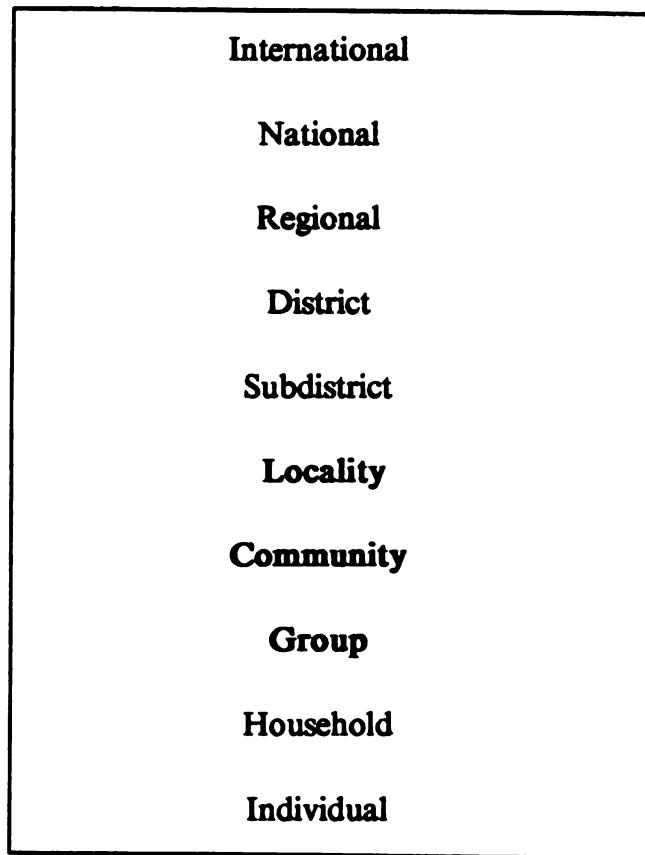 International
National
Regional
District
Subdistrict
Locality
Community
Group
Household
Individual